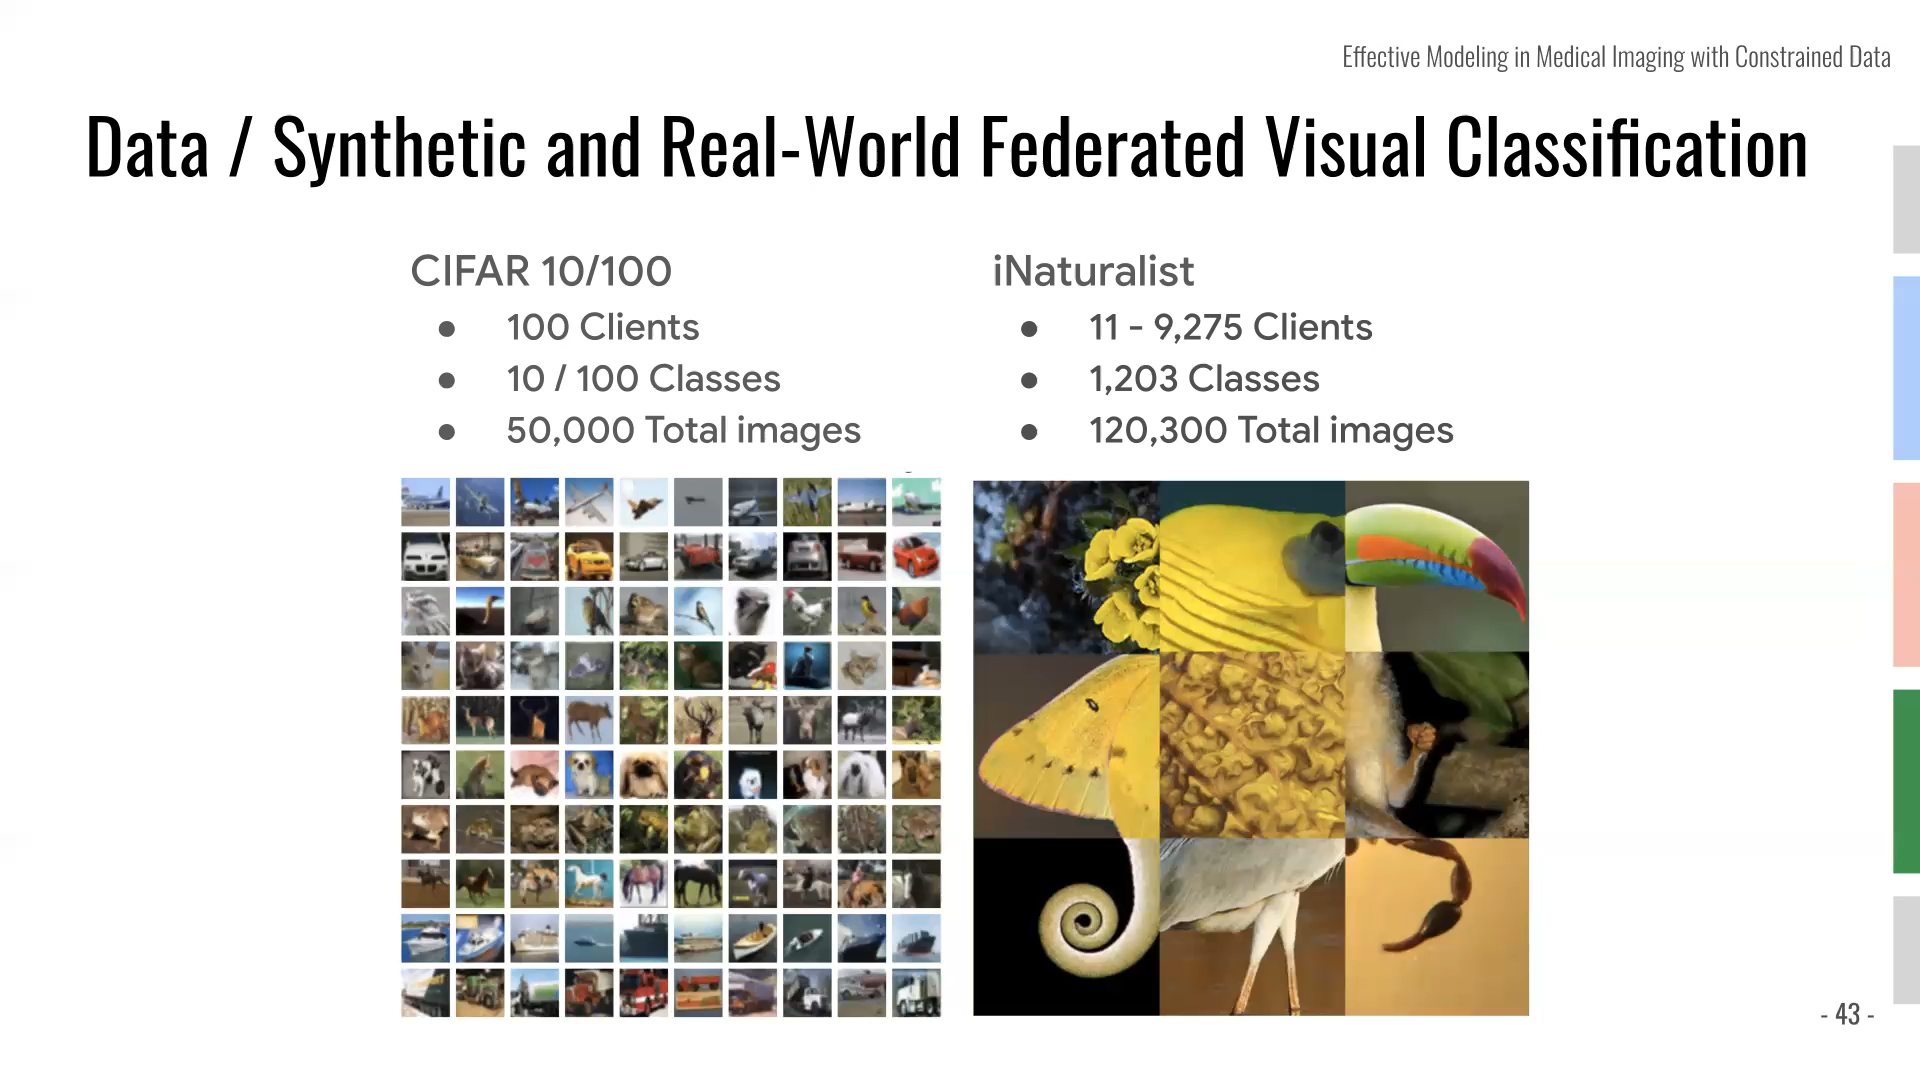 Effective Modeling in Medical Imaging with Constrained Data
Data / Synthetic and Real-World Federated Visual Classification
CIFAR 10/100
● 100 Clients
● 10 / 100 Classes
● 50,000 Total images
iNaturalist
● 11 - 9,275 Clients
● 1,203 Classes
● 120,300 Total images
- 43 -